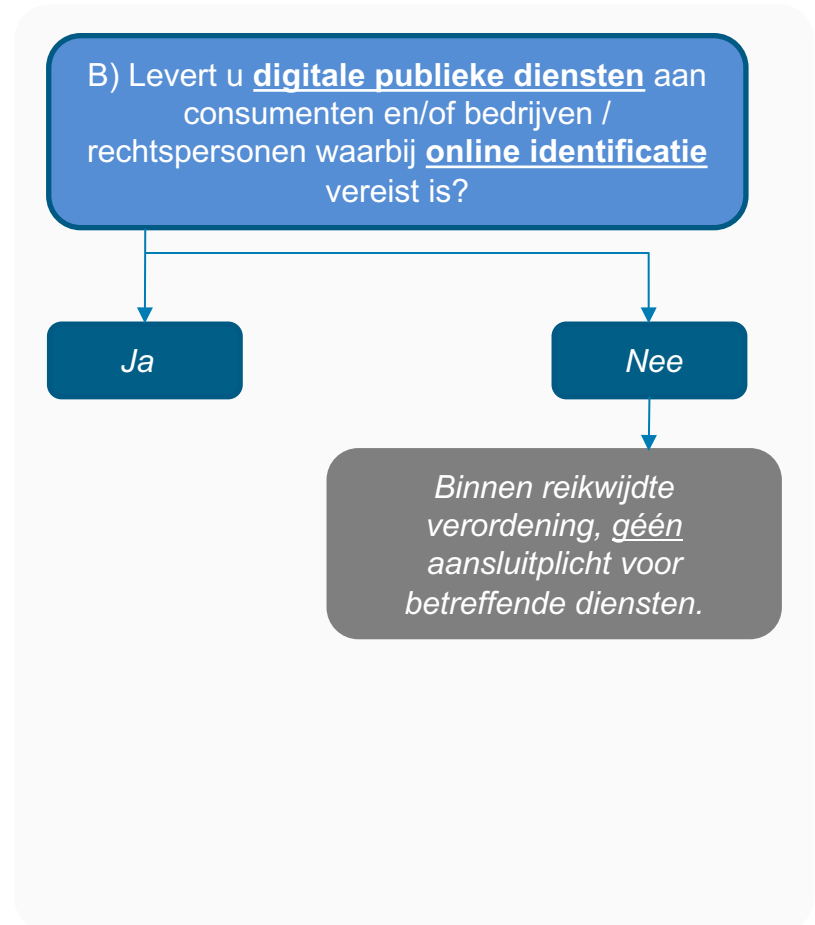 B) Levert u digitale publieke diensten aan
consumenten en/of bedrijven /
rechtspersonen waarbij online identificatie
vereist is?
Ja
Nee
Binnen reikwijdte
verordening, géén
aansluitplicht voor
betreffende diensten.